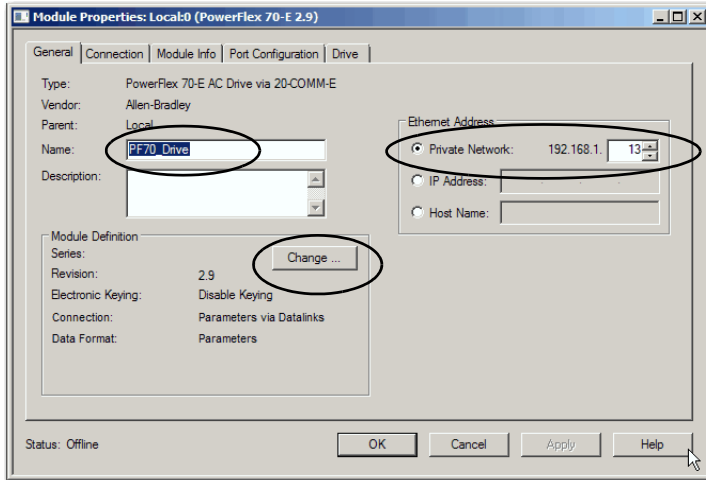 Module Properties: Local:0 (PowerFlex 70-E 2.9)
General
Connection
Module Info
Port Configuration
Drive
Type: PowerFlex 70-E AC Drive via 20-COMM-E
Vendor: Allen-Bradley
Parent: Local
Name: PF70_Drive
Description:
Ethernet Address
Private Network: 192.168.1. 13
IP Address: . . .
Host Name:
Module Definition
Series:
Change ...
Revision: 2.9
Electronic Keying: Disable Keying
Connection: Parameters via Datalinks
Data Format: Parameters
Status: Offline
OK
Cancel
Apply
Help